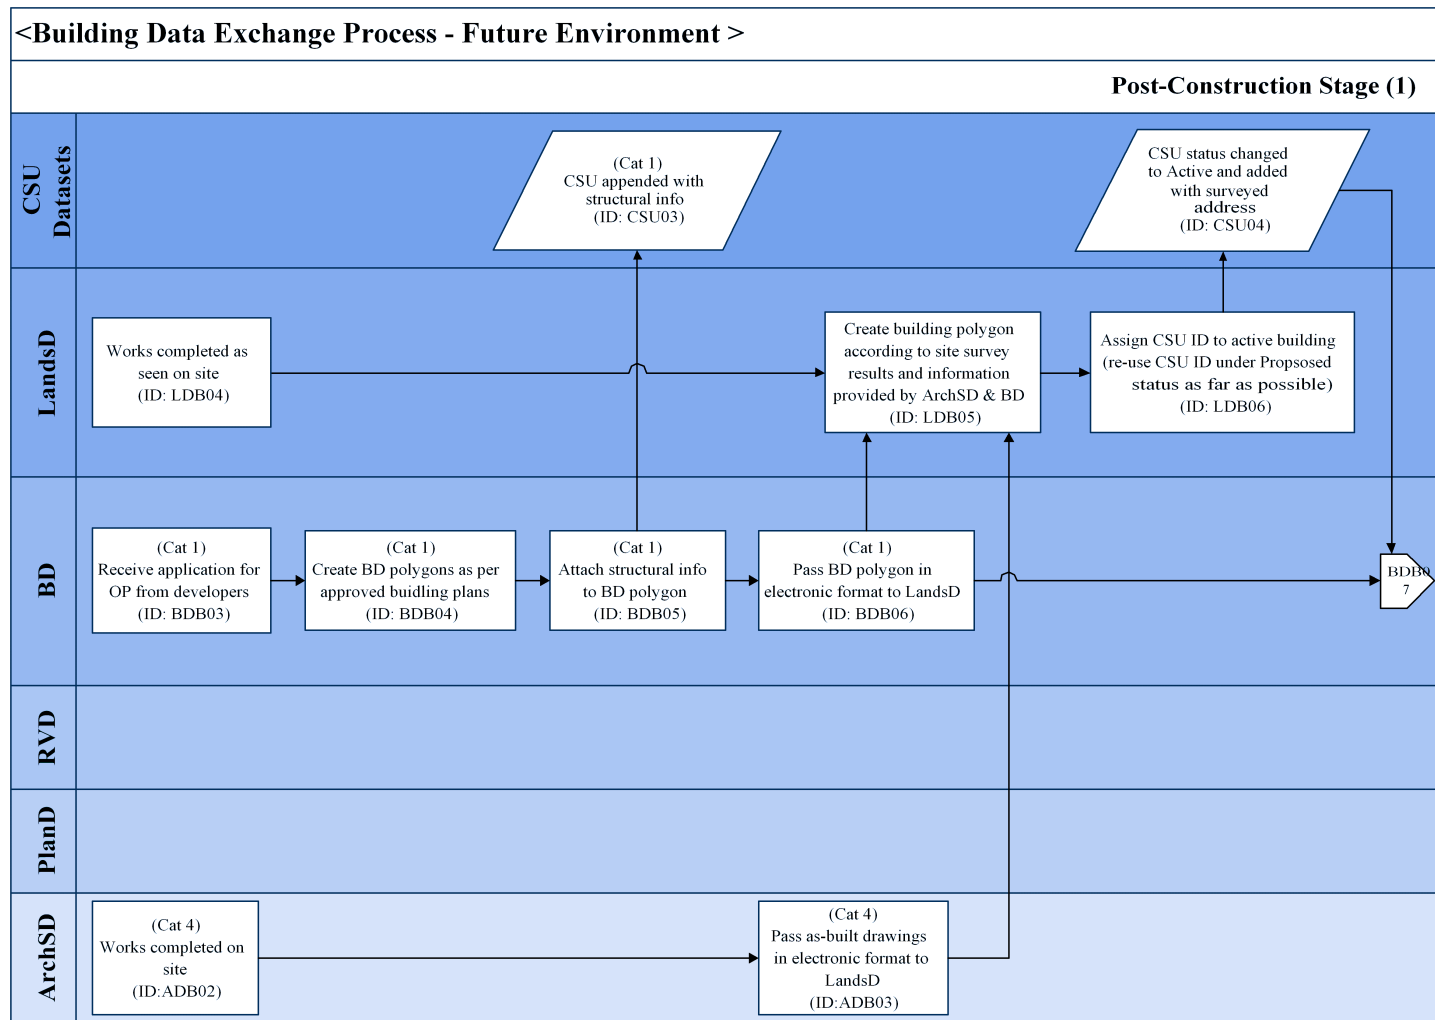 <Building Data Exchange Process - Future Environment >
Post-Construction Stage (1)
CSU
Datasets
(Cat 1)
CSU appended with
structural info
(ID: CSU03)
CSU status changed
to Active and added
with surveyed
address
(ID: CSU04)
LandsD
Works completed as
seen on site
(ID: LDB04)
Create building polygon
according to site survey
results and information
provided by ArchSD & BD
(ID: LDB05)
Assign CSU ID to active building
(re-use CSU ID under Propsosed
status as far as possible)
(ID: LDB06)
BD
(Cat 1)
Receive application for
OP from developers
(ID: BDB03)
(Cat 1)
Create BD polygons as per
approved buidling plans
(ID: BDB04)
(Cat 1)
Attach structural info
to BD polygon
(ID: BDB05)
(Cat 1)
Pass BD polygon in
electronic format to LandsD
(ID: BDB06)
BDB0
7
RVD
PlanD
ArchSD
(Cat 4)
Works completed on
site
(ID:ADB02)
(Cat 4)
Pass as-built drawings
in electronic format to
LandsD
(ID:ADB03)